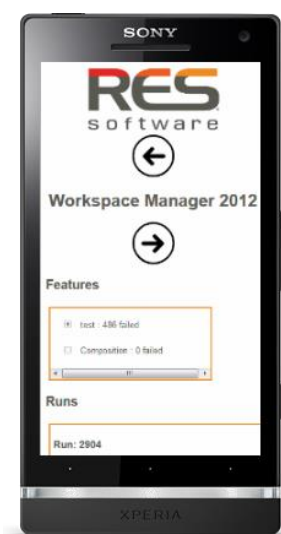 SONY
RES
software
Workspace Manager 2012
Features
test : 486 failed
Composition : 0 failed
Runs
Run: 2904
XPERIA